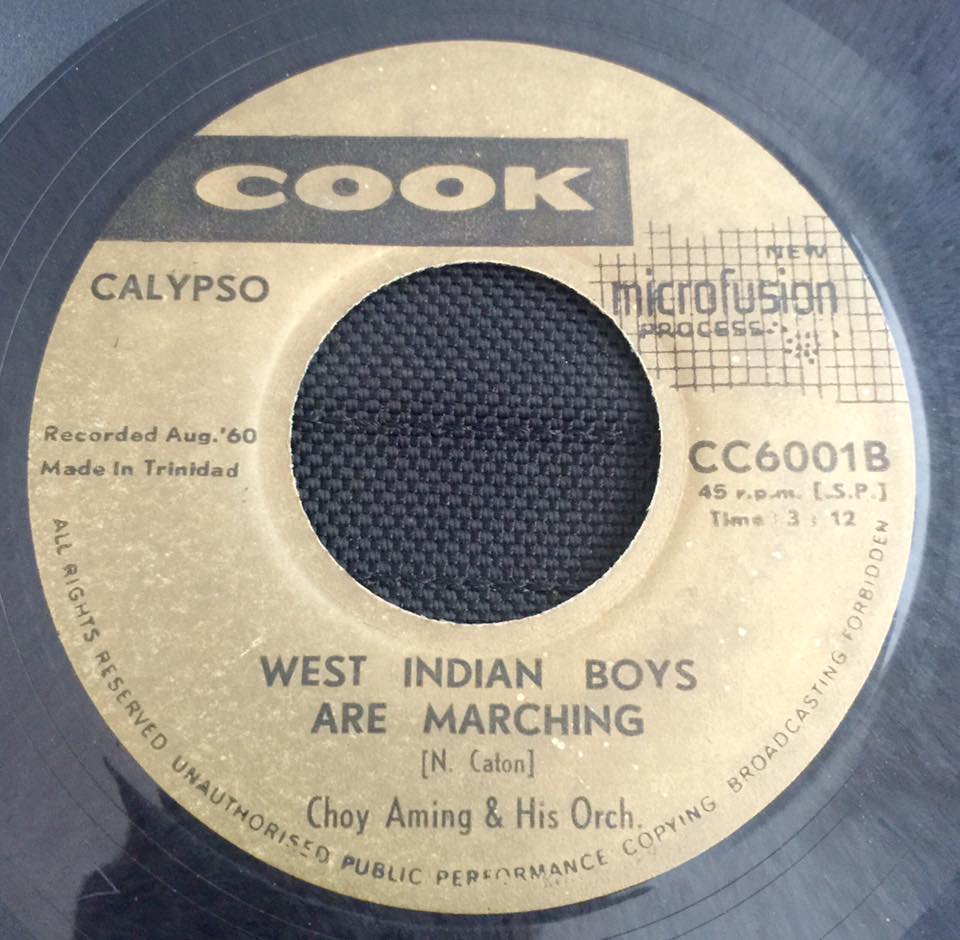 COOK
CALYPSO
NEW
microfusion
PROCESS
Recorded Aug.'60
Made In Trinidad
CC6001B
45 r.p.m. [.S.P.]
Time 3 : 12
WEST INDIAN BOYS
ARE MARCHING
[N. Caton]
Choy Aming & His Orch.
ALL RIGHTS RESERVED UNAUTHORISED PUBLIC PERFORMANCE COPYING BROADCASTING FORBIDDEN